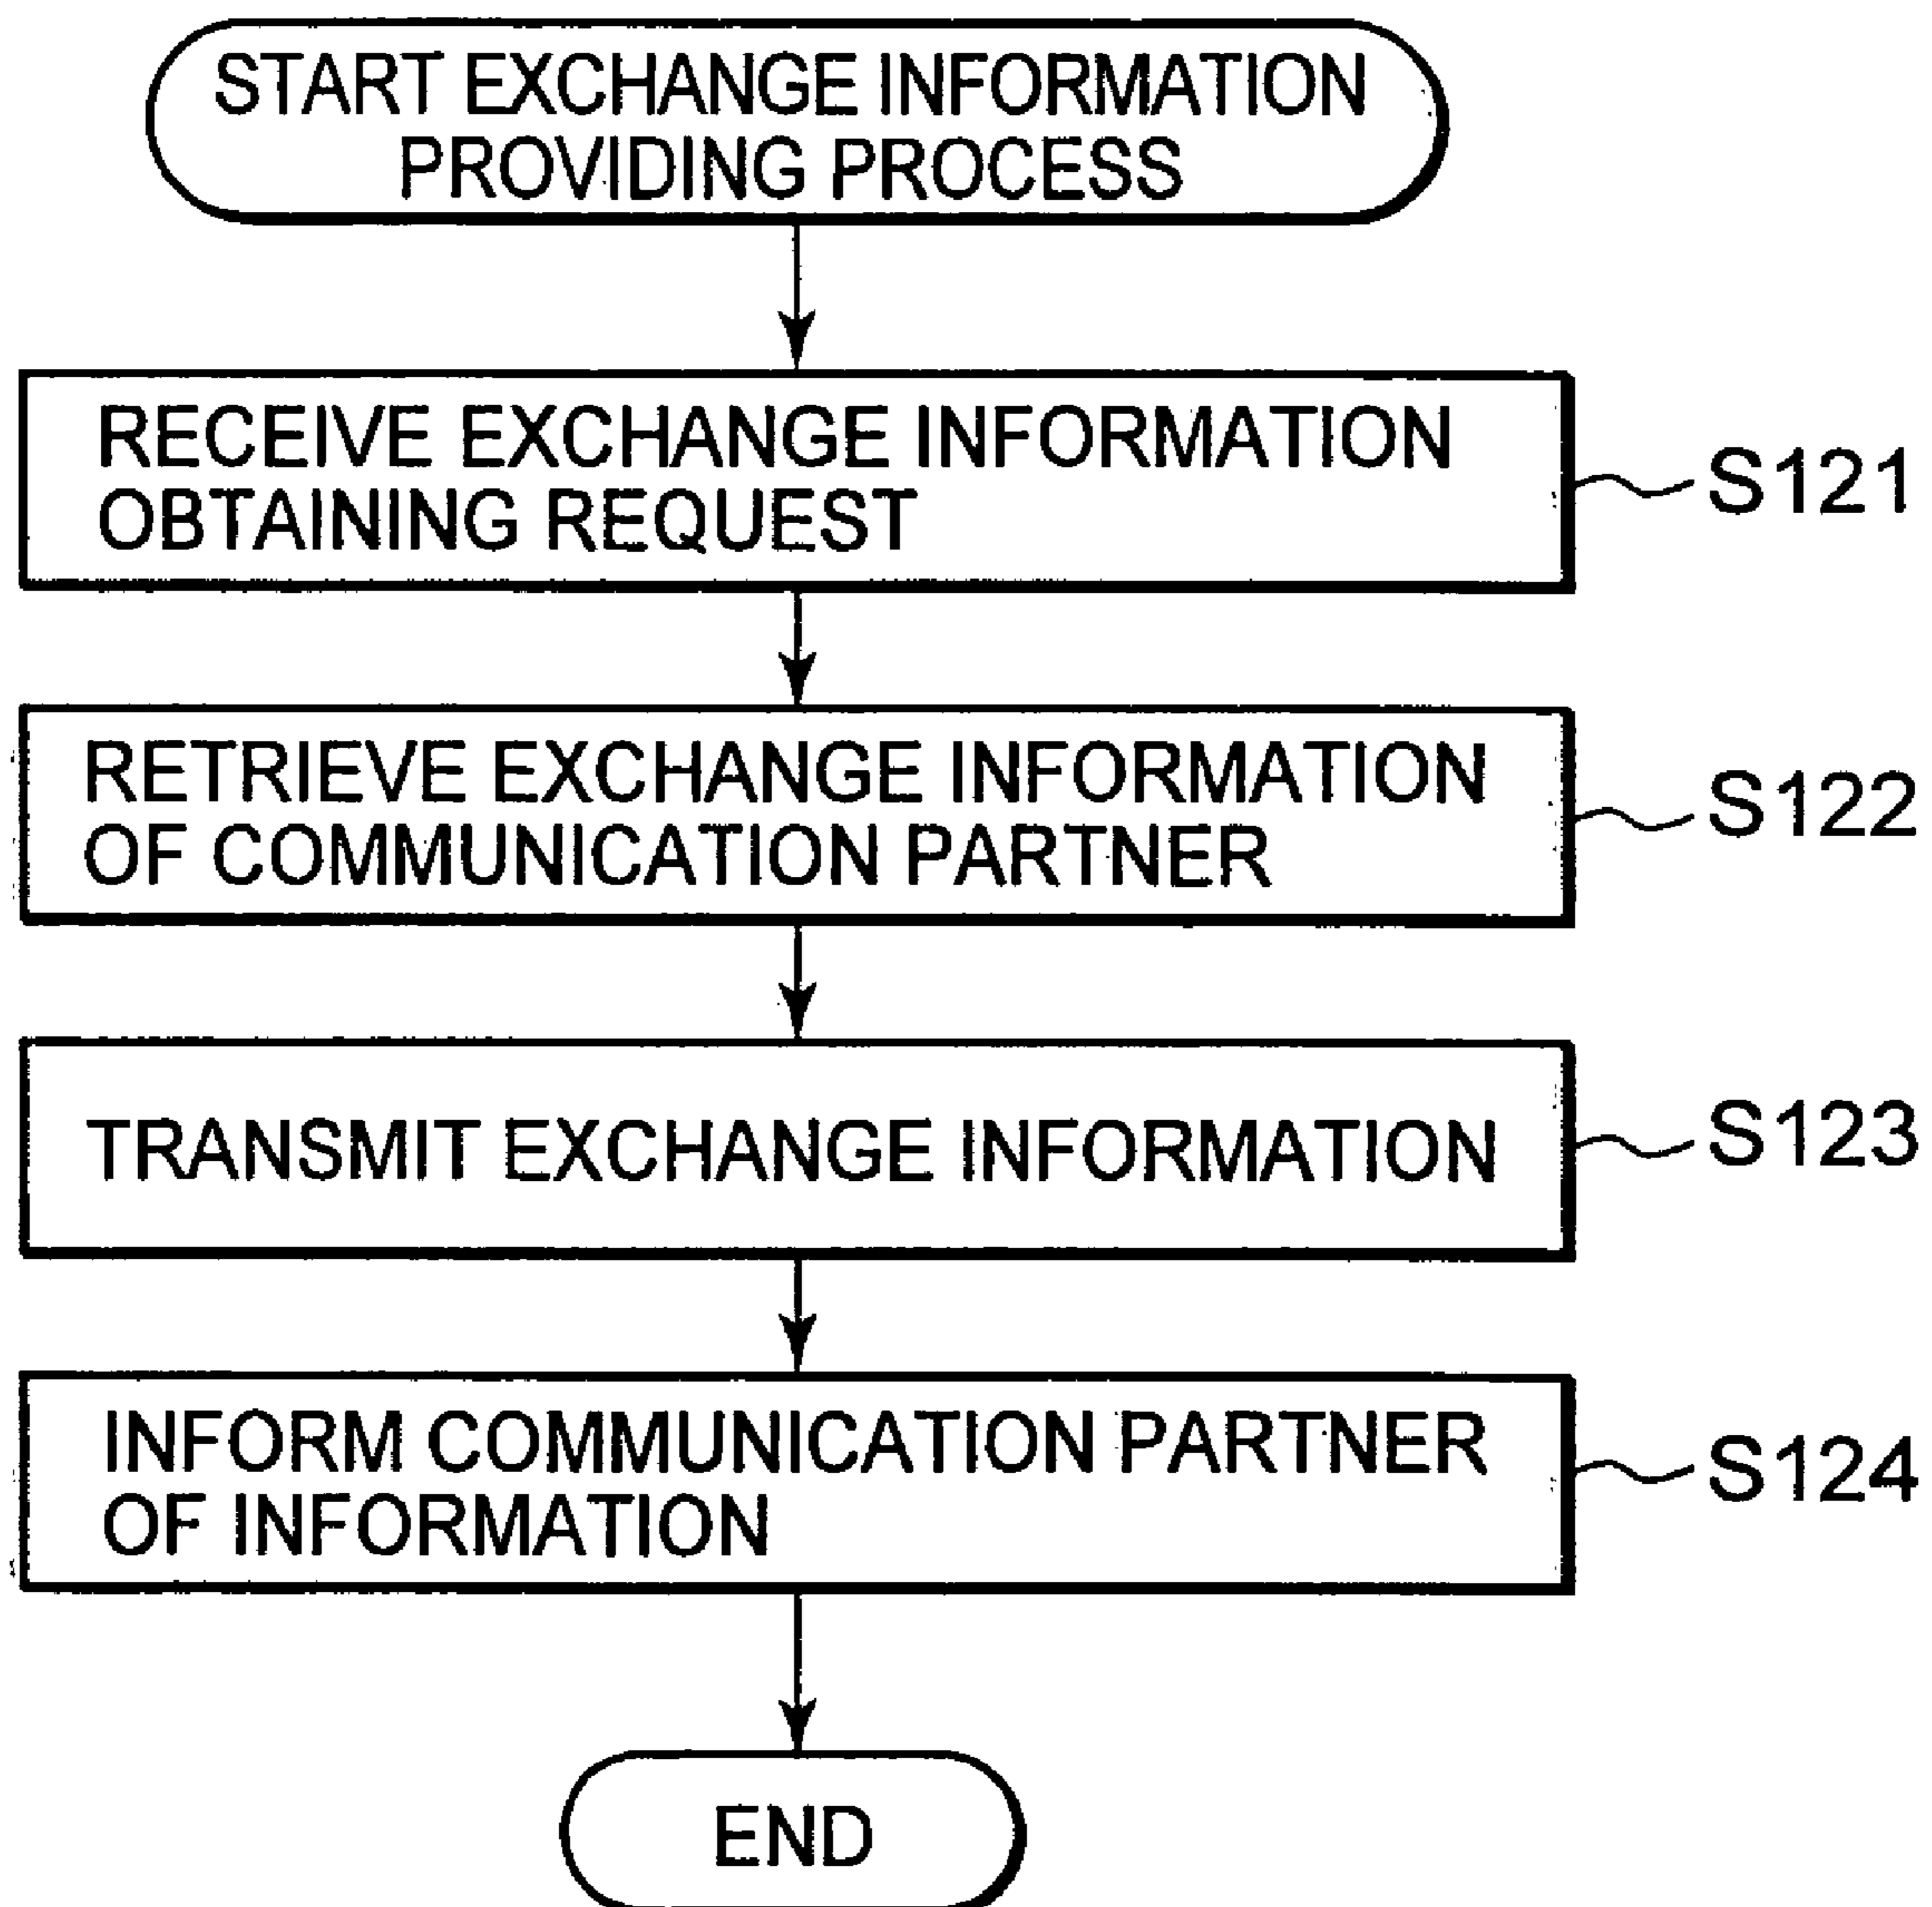 START EXCHANGE INFORMATION
PROVIDING PROCESS
RECEIVE EXCHANGE INFORMATION
OBTAINING REQUEST
S121
RETRIEVE EXCHANGE INFORMATION
OF COMMUNICATION PARTNER
S122
TRANSMIT EXCHANGE INFORMATION
S123
INFORM COMMUNICATION PARTNER
OF INFORMATION
S124
END